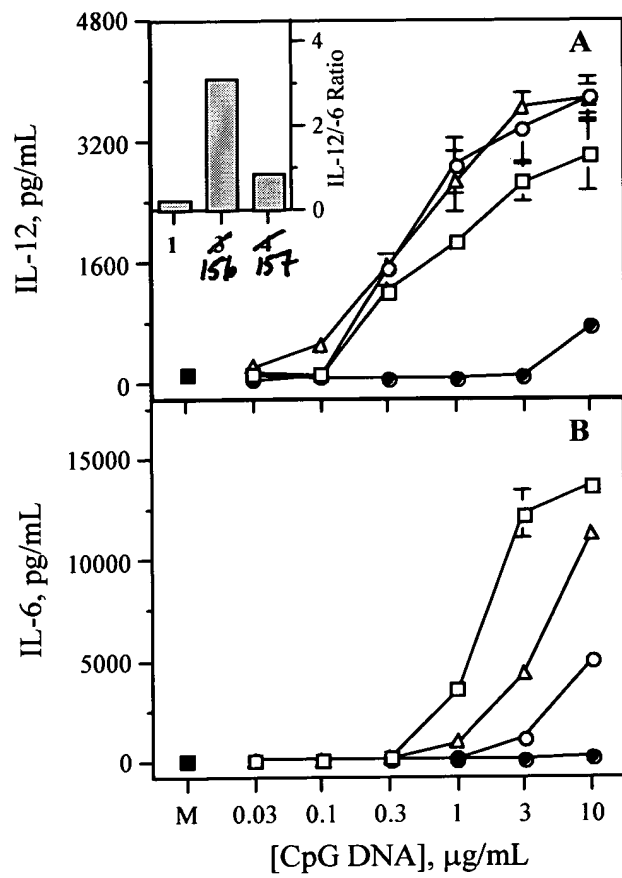 4800
3200
1600
0
IL-12, pg/mL
A
4
2
0
IL-12/-6 Ratio
1 3 4
156 157
B
15000
10000
5000
0
IL-6, pg/mL
M 0.03 0.1 0.3 1 3 10
[CpG DNA], μg/mL